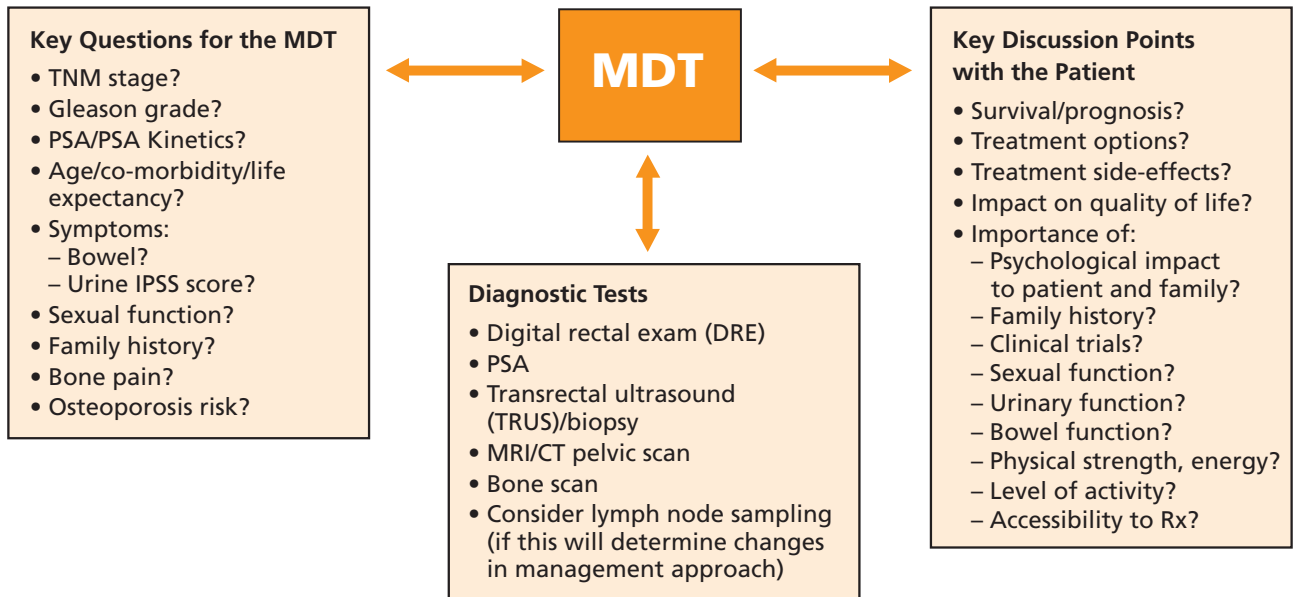 Key Questions for the MDT
• TNM stage?
• Gleason grade?
• PSA/PSA Kinetics?
• Age/co-morbidity/life
expectancy?
• Symptoms:
– Bowel?
– Urine IPSS score?
• Sexual function?
• Family history?
• Bone pain?
• Osteoporosis risk?
MDT
Diagnostic Tests
• Digital rectal exam (DRE)
• PSA
• Transrectal ultrasound
(TRUS)/biopsy
• MRI/CT pelvic scan
• Bone scan
• Consider lymph node sampling
(if this will determine changes
in management approach)
Key Discussion Points
with the Patient
• Survival/prognosis?
• Treatment options?
• Treatment side-effects?
• Impact on quality of life?
• Importance of:
– Psychological impact
to patient and family?
– Family history?
– Clinical trials?
– Sexual function?
– Urinary function?
– Bowel function?
– Physical strength, energy?
– Level of activity?
– Accessibility to Rx?